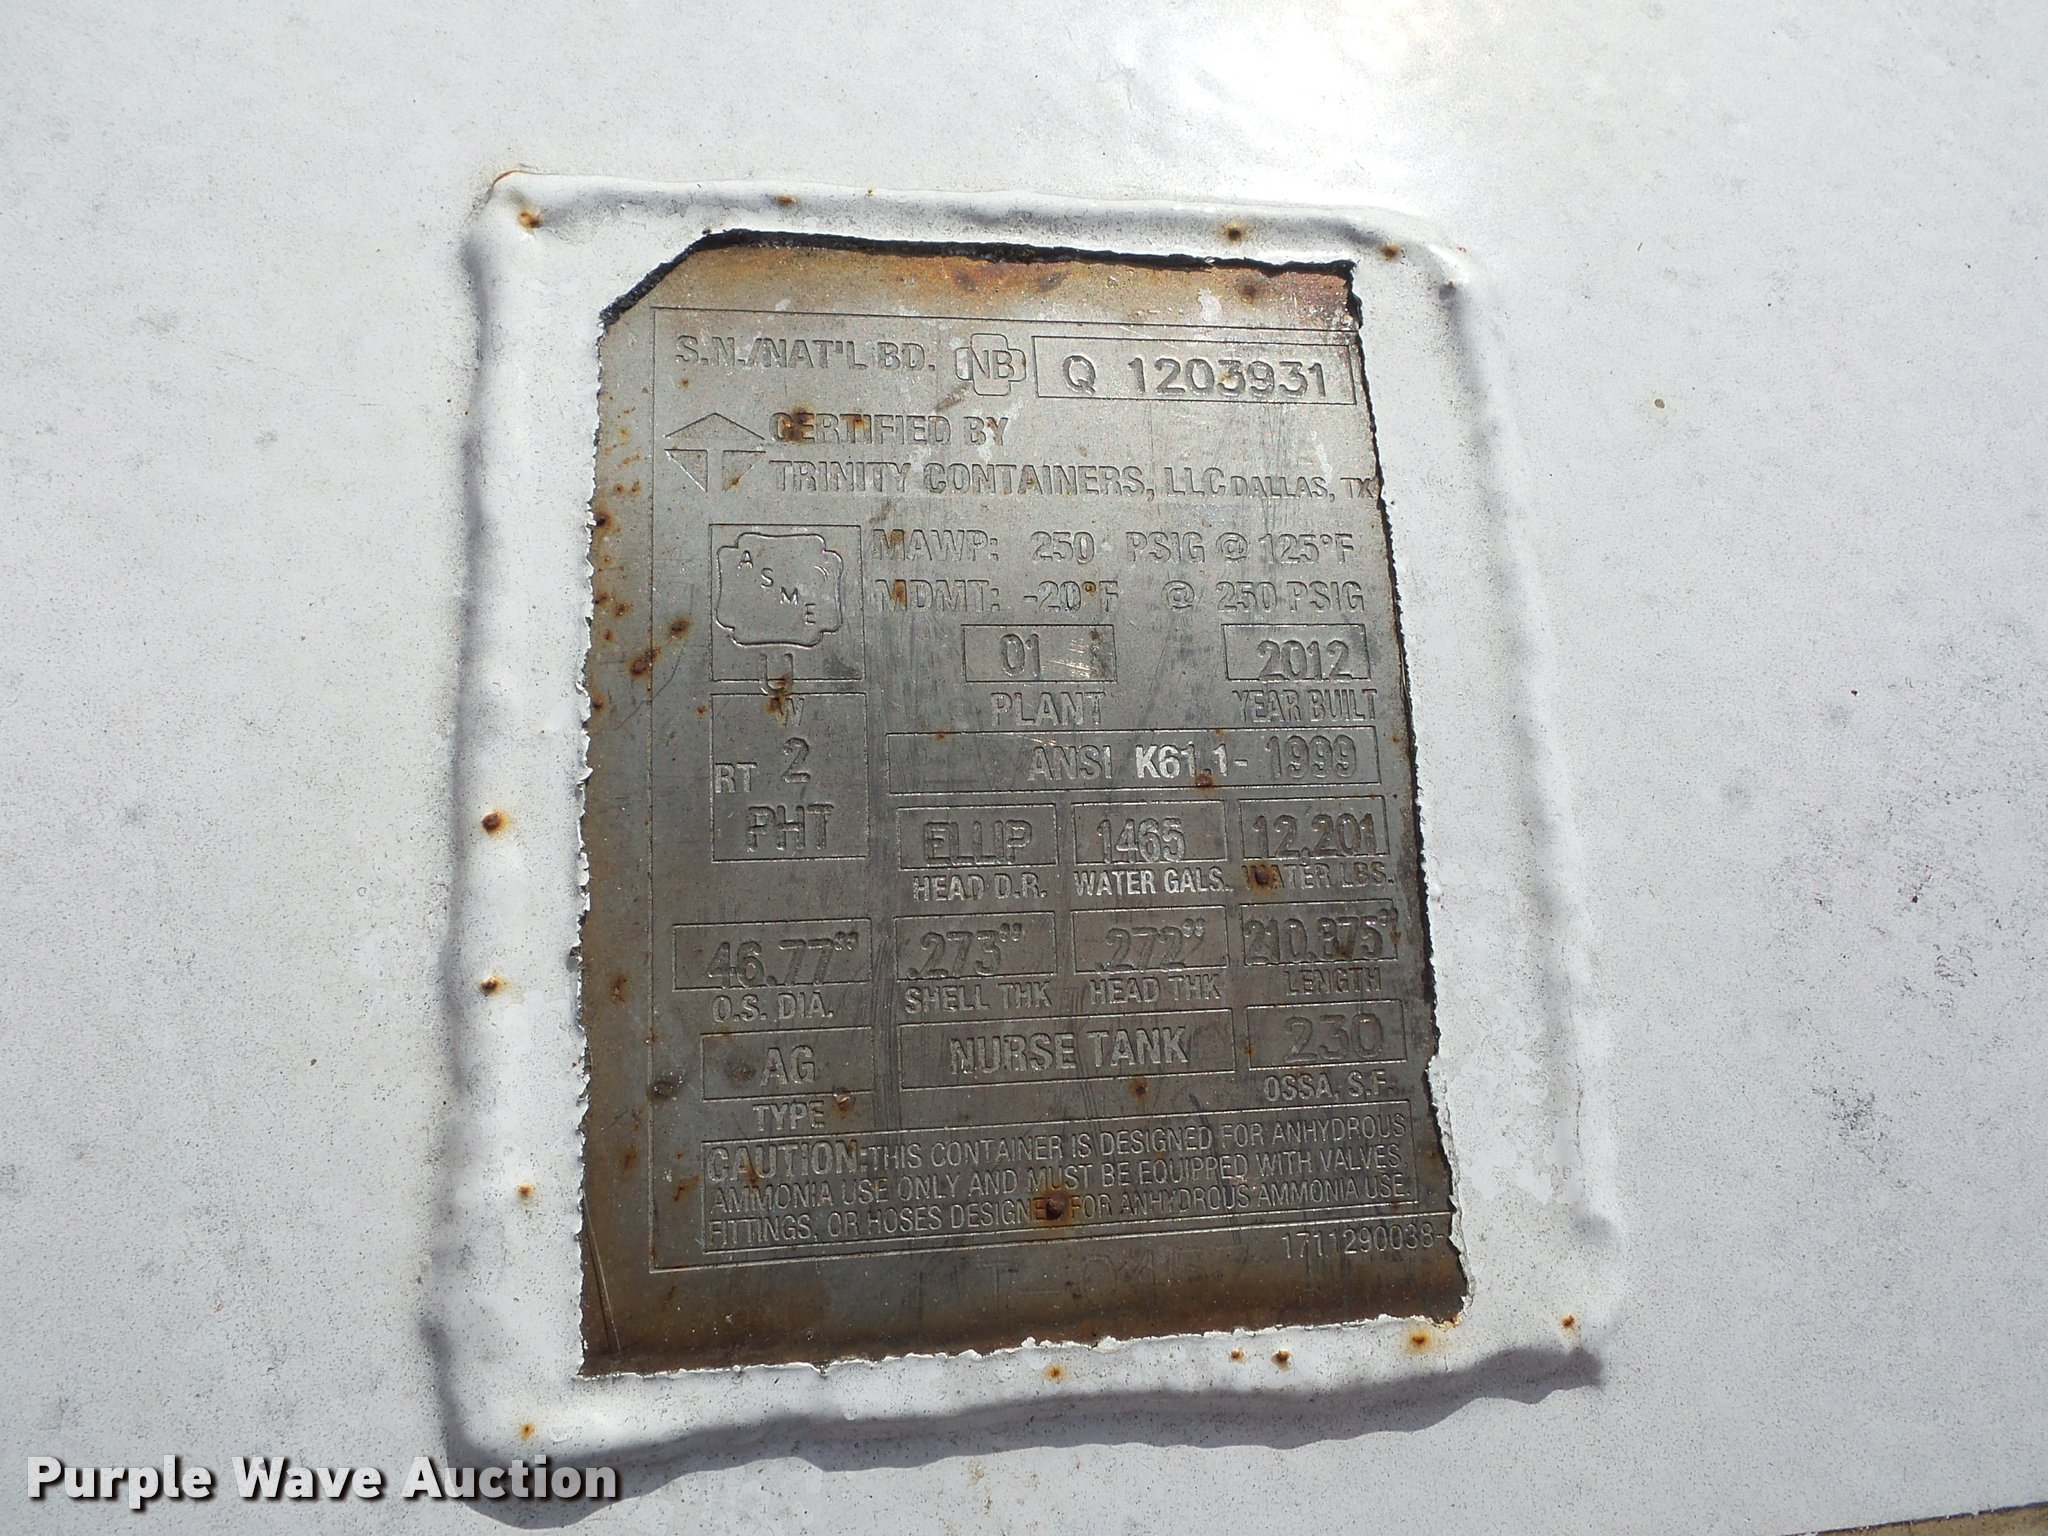 S.N./NAT'L BD. NB Q 1203931
CERTIFIED BY
TRINITY CONTAINERS, LLC DALLAS, TX
ASME
U
MAWP: 250 PSIG @ 125°F
MDMT: -20°F @ 250 PSIG
01 2012
PLANT YEAR BUILT
W
RT 2
PHT
ANSI K61.1- 1999
ELLIP 1465 12,201
HEAD D.R. WATER GALS. WATER LBS.
46.77" .273" .272" 210.875"
O.S. DIA. SHELL THK HEAD THK LENGTH
AG NURSE TANK 230
TYPE OSSA, S.F.
CAUTION: THIS CONTAINER IS DESIGNED FOR ANHYDROUS
AMMONIA USE ONLY AND MUST BE EQUIPPED WITH VALVES,
FITTINGS, OR HOSES DESIGNED FOR ANHYDROUS AMMONIA USE.
1711290038-
Purple Wave Auction